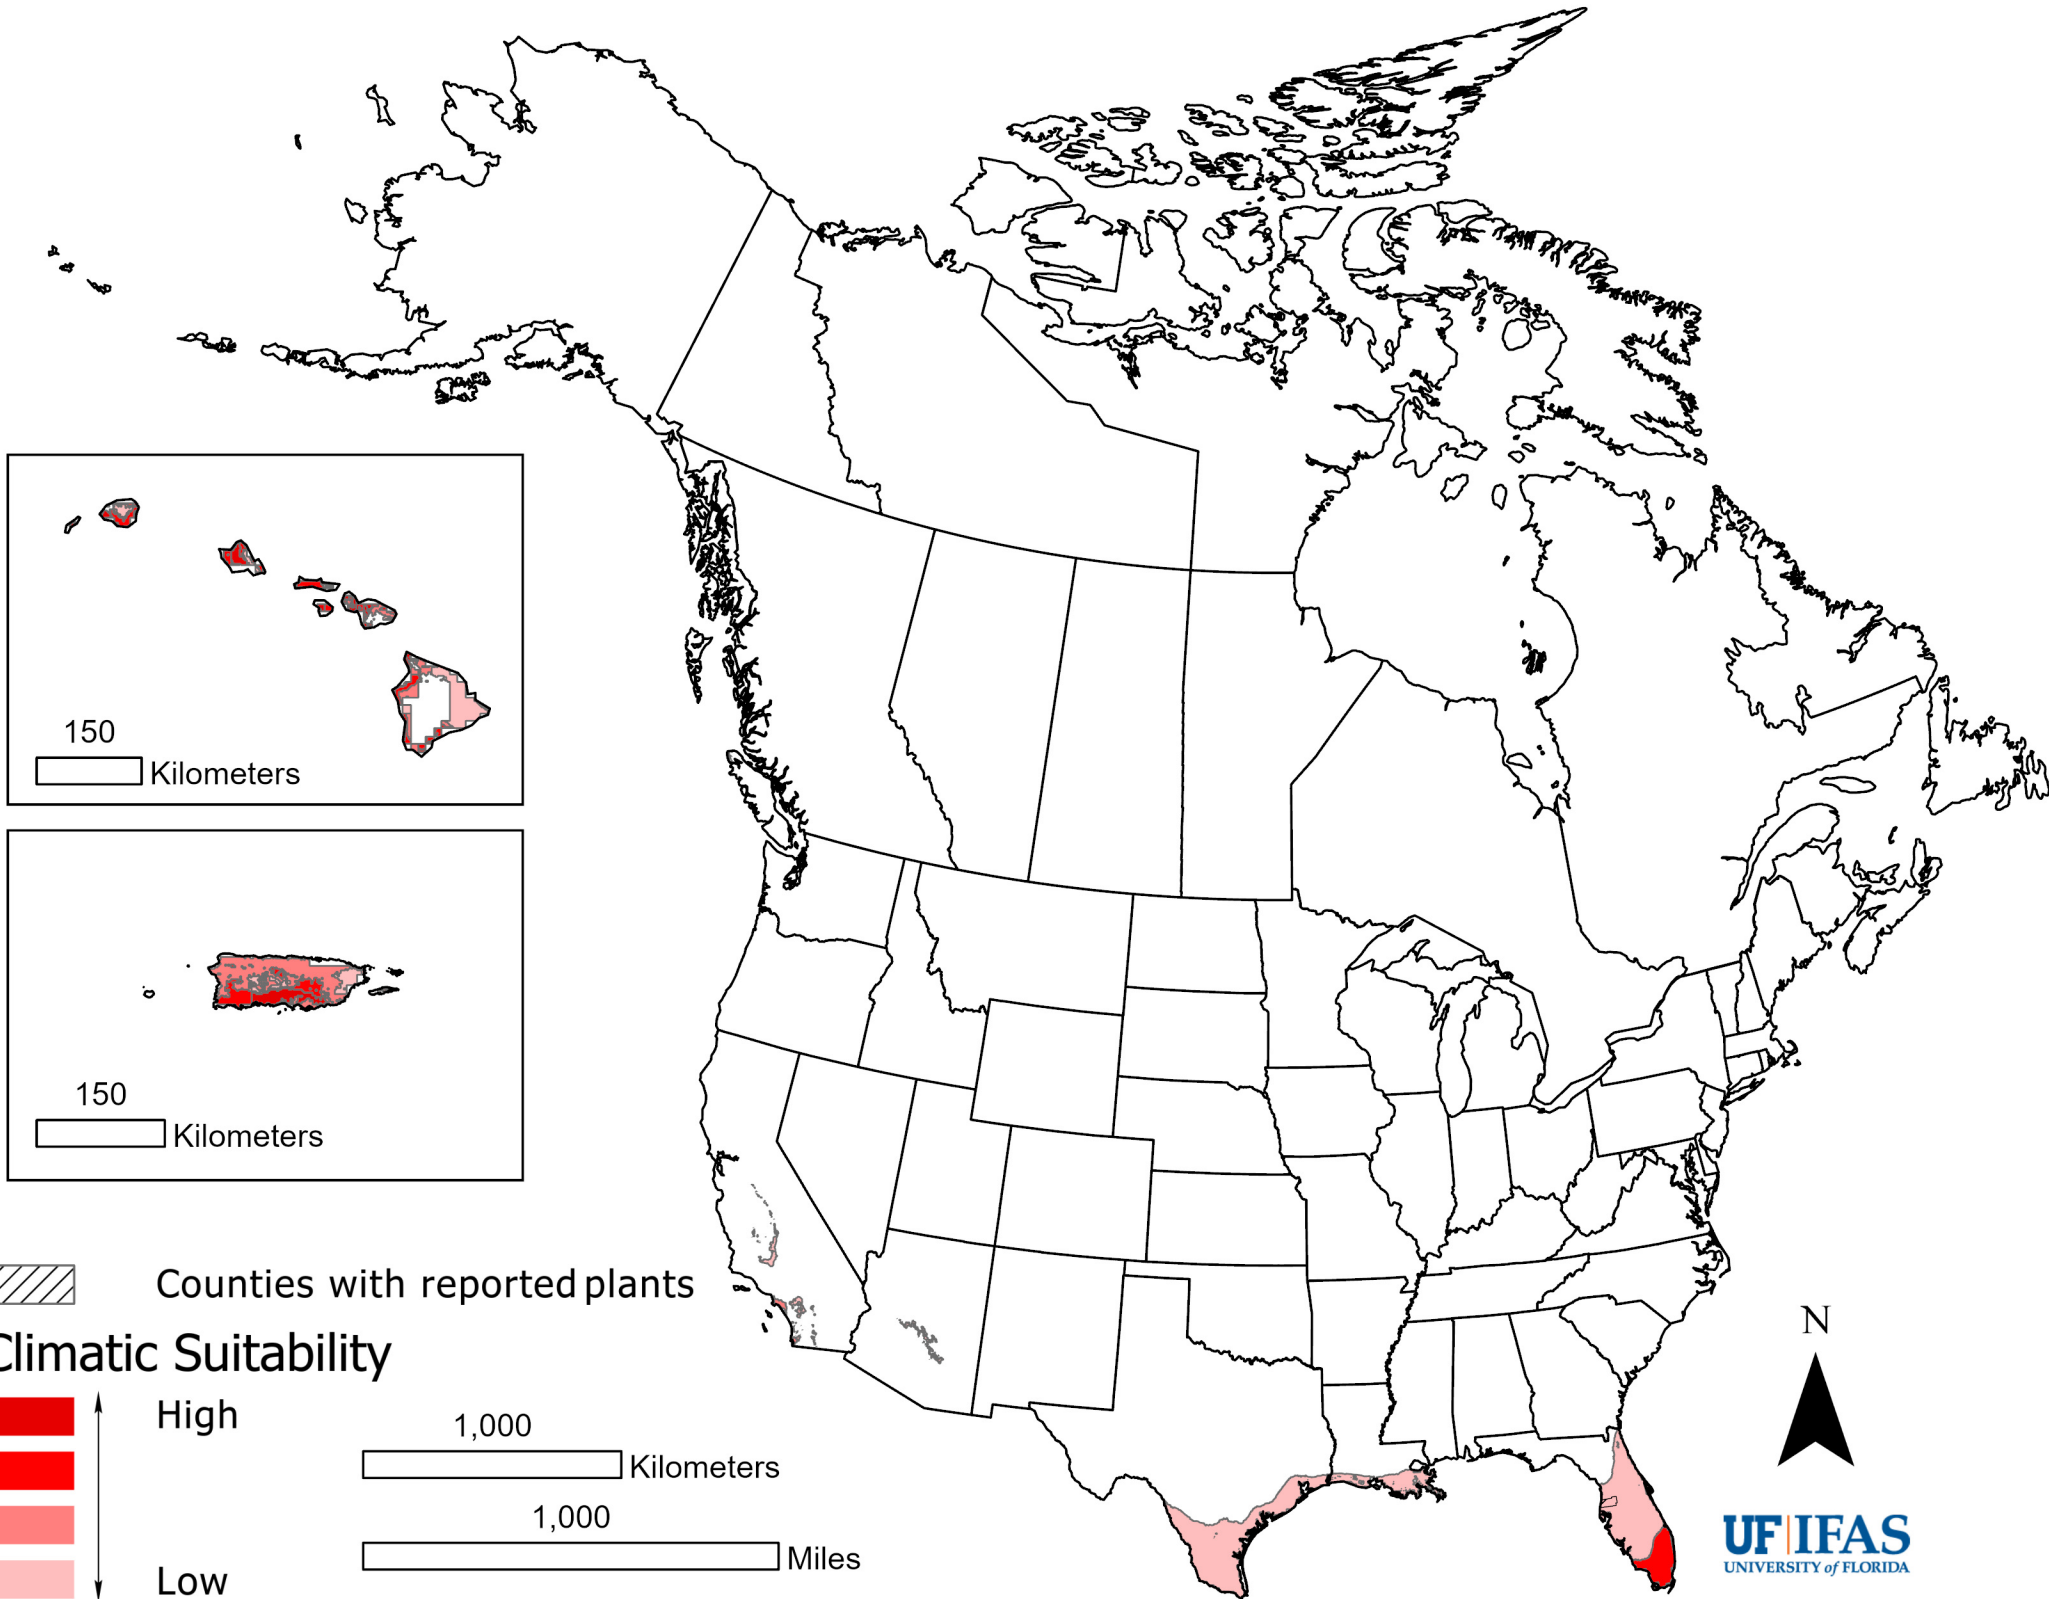 150
Kilometers
150
Kilometers
Counties with reported plants
Climatic Suitability
High
Low
1,000
Kilometers
1,000
Miles
N
UF|IFAS
UNIVERSITY of FLORIDA